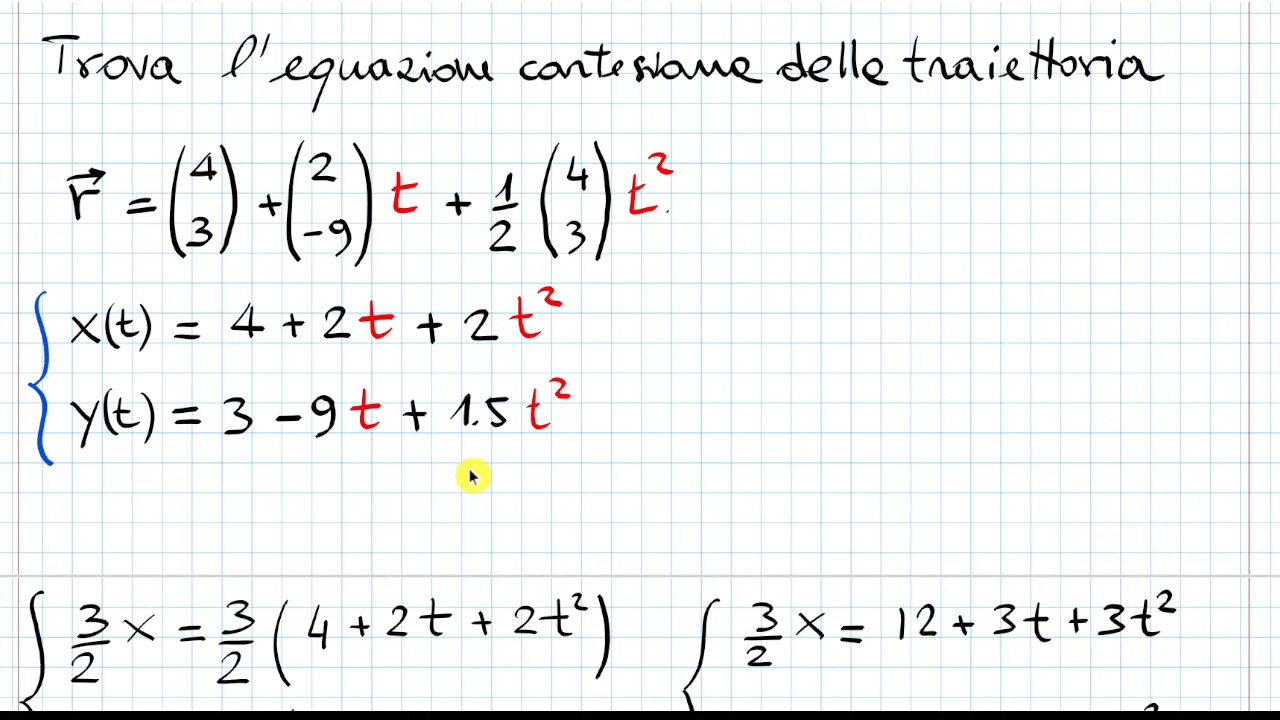 Trova l'equazione cartesiana della traiettoria
r⃗ = (4 3) + (2 -9) t + 1/2 (4 3) t²
x(t) = 4 + 2t + 2t²
y(t) = 3 - 9t + 1.5t²
3/2 x = 3/2 (4 + 2t + 2t²)
3/2 x = 12 + 3t + 3t²